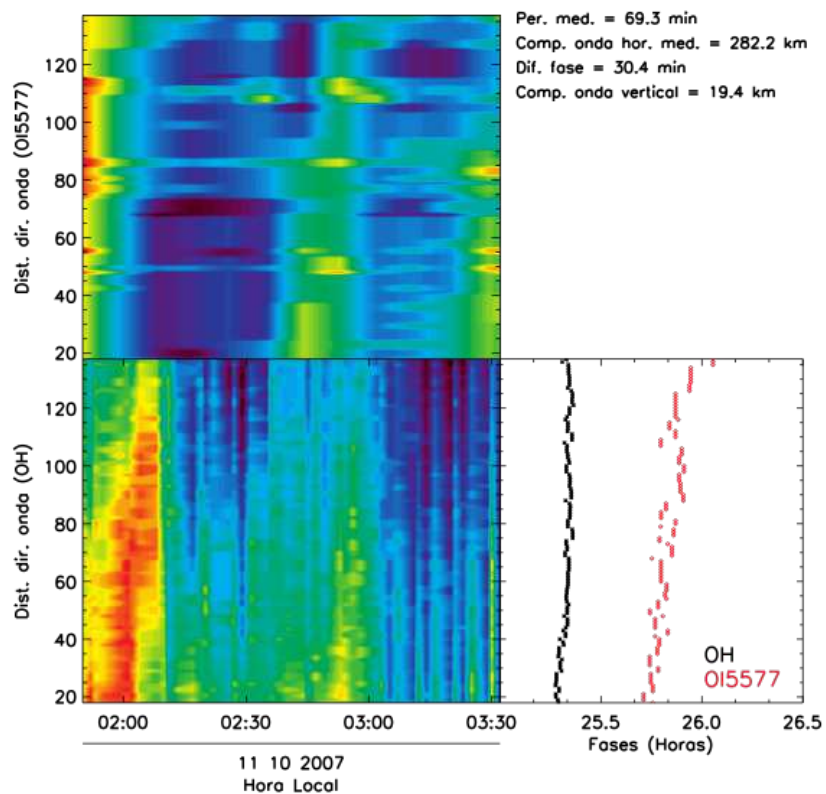 Per. med. = 69.3 min
Comp. onda hor. med. = 282.2 km
Dif. fase = 30.4 min
Comp. onda vertical = 19.4 km
Dist. dir. onda (OI5577)
120
100
80
60
40
20
Dist. dir. onda (OH)
120
100
80
60
40
20
02:00 02:30 03:00 03:30
11 10 2007
Hora Local
OH
OI5577
25.5 26.0 26.5
Fases (Horas)